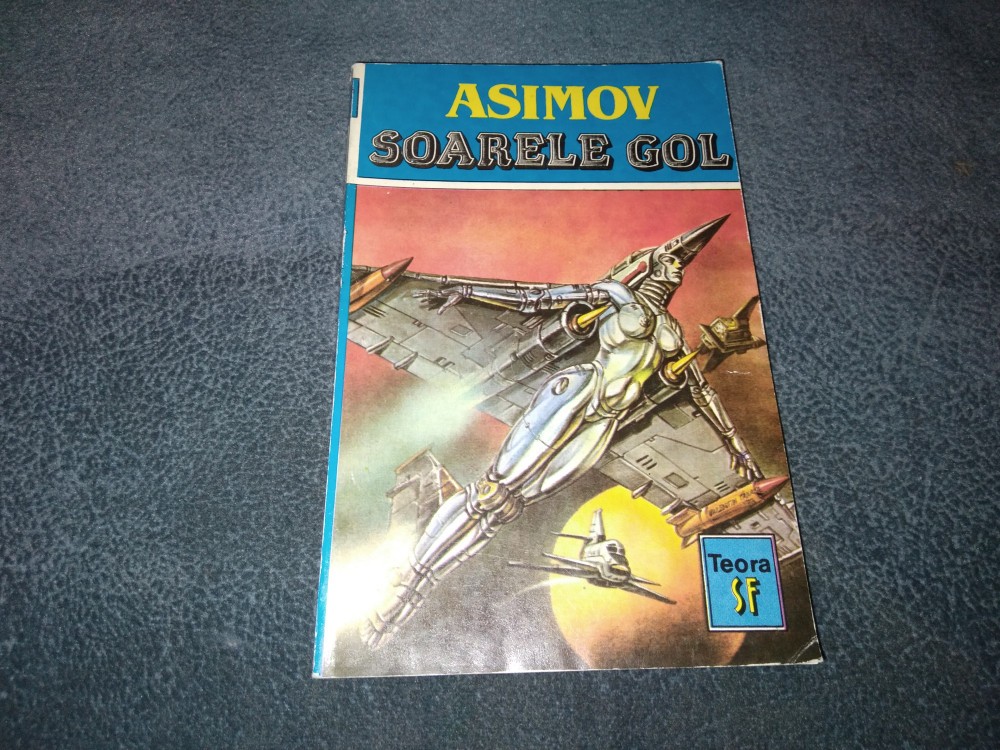 ASIMOV
SOARELE GOL
Teora
SF